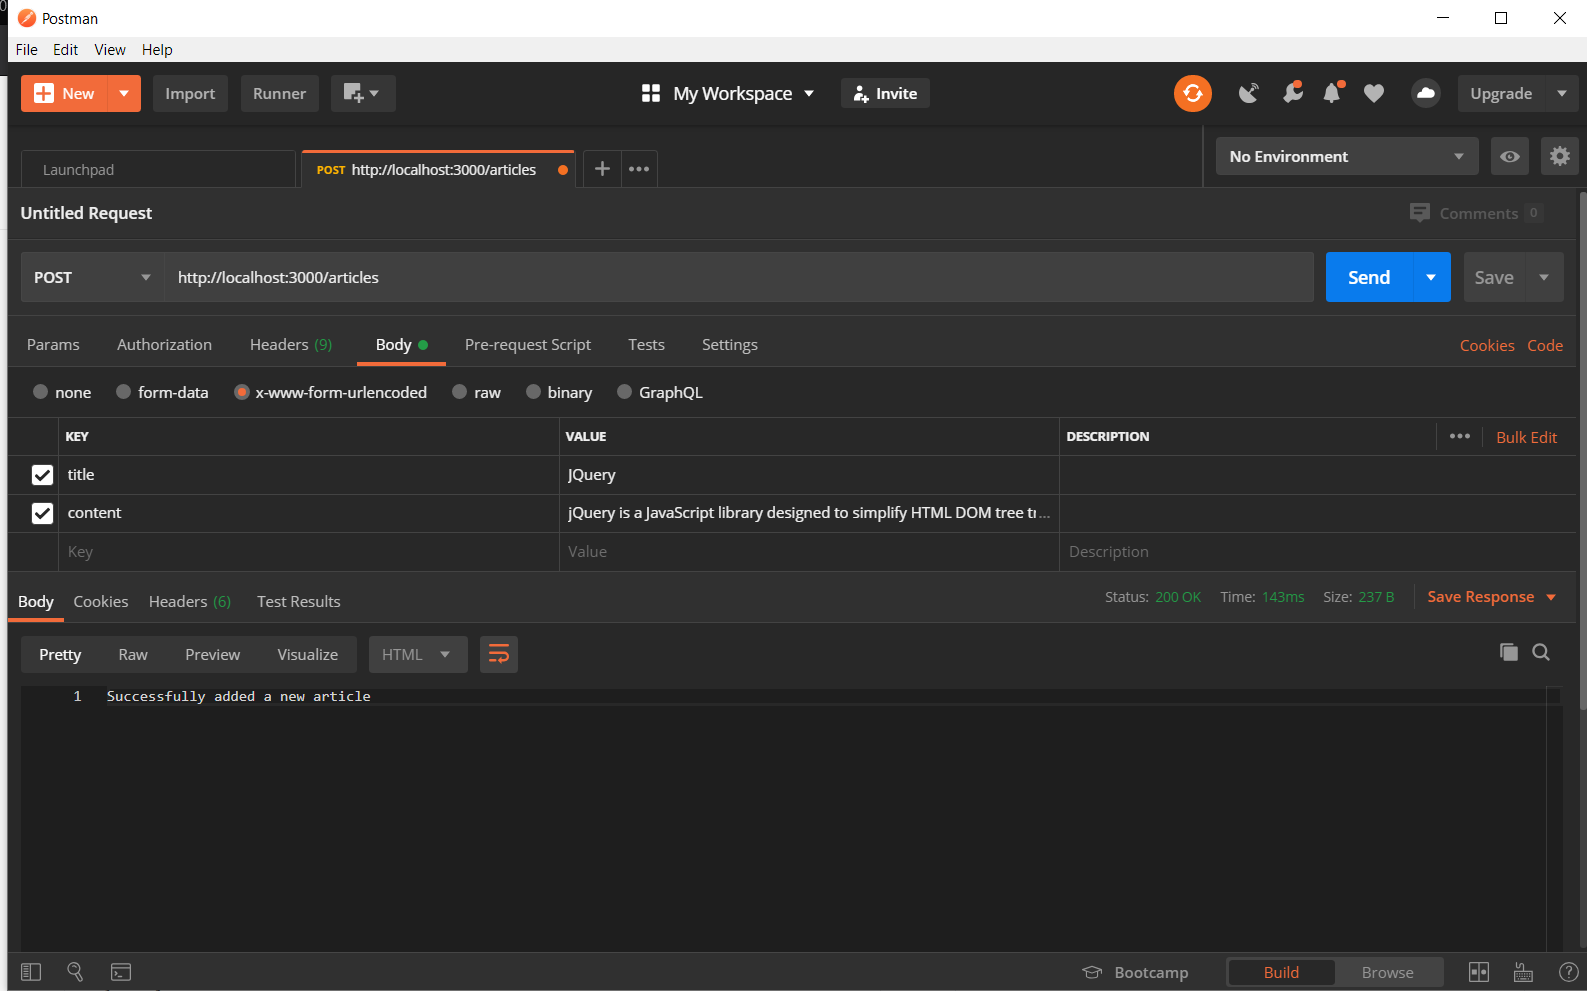 Postman
File Edit View Help
New Import Runner My Workspace Invite Upgrade
Launchpad POST http://localhost:3000/articles No Environment
Untitled Request Comments 0
POST http://localhost:3000/articles Send Save
Params Authorization Headers (9) Body Pre-request Script Tests Settings Cookies Code
none form-data x-www-form-urlencoded raw binary GraphQL
KEY VALUE DESCRIPTION Bulk Edit
title JQuery
content jQuery is a JavaScript library designed to simplify HTML DOM tree tr...
Key Value Description
Body Cookies Headers (6) Test Results Status: 200 OK Time: 143ms Size: 237 B Save Response
Pretty Raw Preview Visualize HTML
1 Successfully added a new article
Bootcamp Build Browse